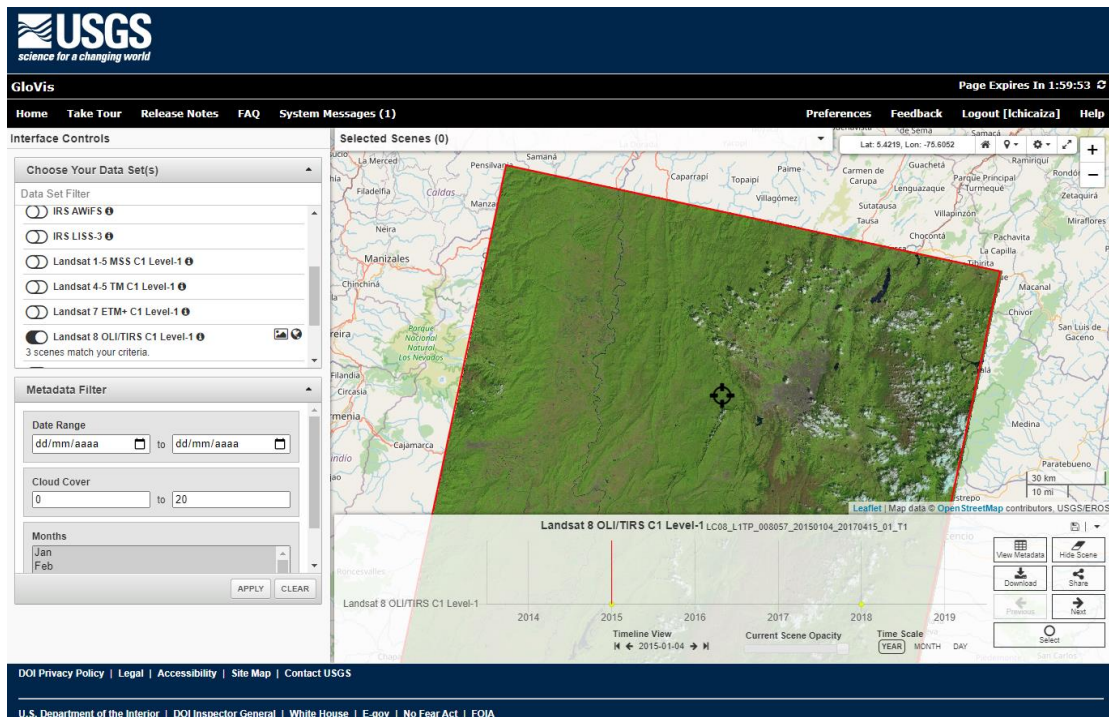 USGS
science for a changing world
GloVis
Page Expires In 1:59:53
Home Take Tour Release Notes FAQ System Messages (1)
Preferences Feedback Logout [lchicaiza] Help
Interface Controls
Selected Scenes (0)
Lat: 5.4219, Lon: -75.6052
Choose Your Data Set(s)
Data Set Filter
IRS AWiFS
IRS LISS-3
Landsat 1-5 MSS C1 Level-1
Landsat 4-5 TM C1 Level-1
Landsat 7 ETM+ C1 Level-1
Landsat 8 OLI/TIRS C1 Level-1
3 scenes match your criteria.
Metadata Filter
Date Range
dd/mm/aaaa to dd/mm/aaaa
Cloud Cover
0 to 20
Months
Jan
Feb
APPLY CLEAR
La Merced
Pensilvania
Samaná
Caparrapí
Topaipí
Paime
Carmen de Carupa
Guachetá
Samacá
Ramiriquí
Rondón
Filadelfia
Caldas
Villagómez
Lenguazaque
Parque Principal
Turmequé
Zetaquirá
Sutatausa
Tausa
Villapinzón
Miraflores
Neira
Chocontá
Pachavita
La Capilla
Manizales
Tibirita
Macanal
Chinchiná
Chivor
Parque
Nacional
Natural
Los Nevados
San Luis de
Gaceno
Filandia
Circasia
Medina
Cajamarca
Paratebueno
30 km
10 mi
Leaflet | Map data © OpenStreetMap contributors, USGS/EROS
Landsat 8 OLI/TIRS C1 Level-1 LC08_L1TP_008057_20150104_20170415_01_T1
View Metadata Hide Scene
Download Share
Previous Next
Select
Roncesvalles
Landsat 8 OLI/TIRS C1 Level-1
2014 2015 2016 2017 2018 2019
Timeline View
2015-01-04
Current Scene Opacity
Time Scale
YEAR MONTH DAY
San Carlos
DOI Privacy Policy | Legal | Accessibility | Site Map | Contact USGS
U.S. Department of the Interior | DOI Inspector General | White House | E-gov | No Fear Act | FOIA